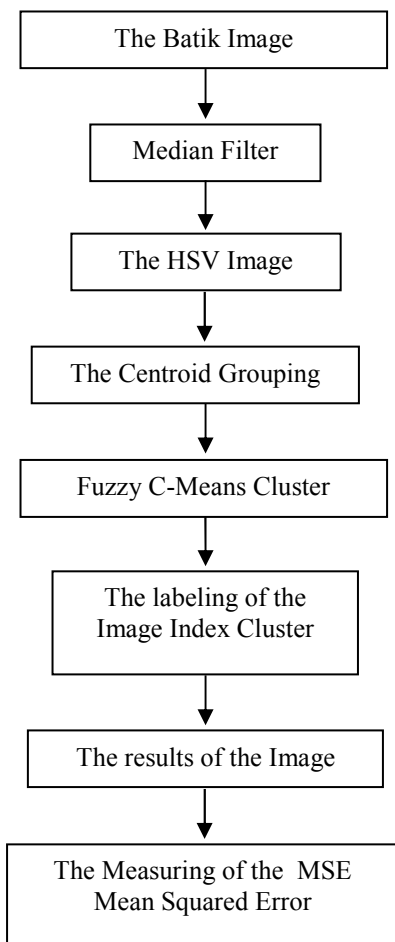 The Batik Image
Median Filter
The HSV Image
The Centroid Grouping
Fuzzy C-Means Cluster
The labeling of the
Image Index Cluster
The results of the Image
The Measuring of the MSE
Mean Squared Error